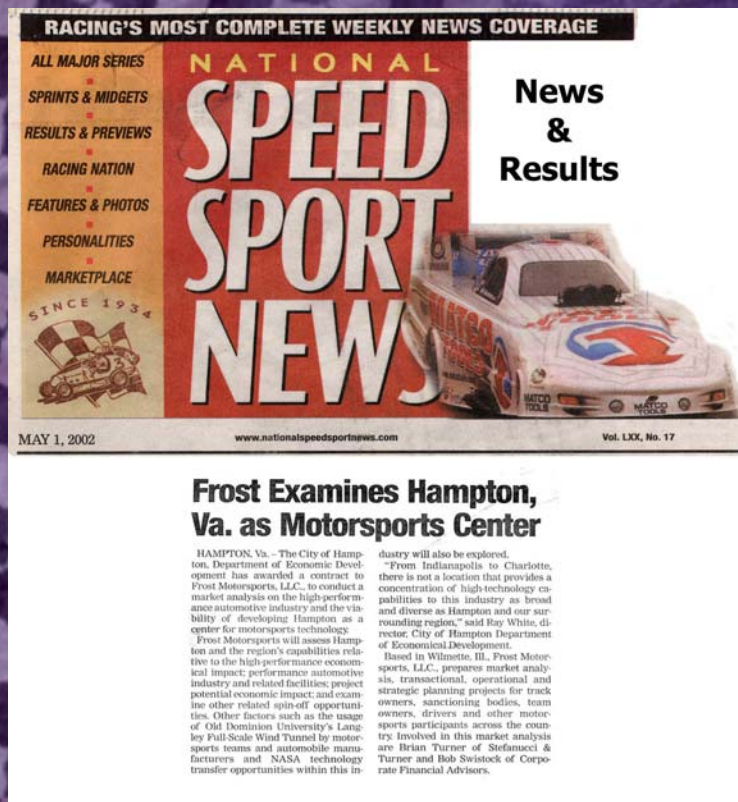 RACING'S MOST COMPLETE WEEKLY NEWS COVERAGE
ALL MAJOR SERIES
SPRINTS & MIDGETS
RESULTS & PREVIEWS
RACING NATION
FEATURES & PHOTOS
PERSONALITIES
MARKETPLACE
SINCE 1934
NATIONAL
SPEED
SPORT
NEWS
News
&
Results
MATCO
TOOLS
MATCO
TOOLS
MATCO
TOOLS
MAY 1, 2002
www.nationalspeedsportnews.com
Vol. LXX, No. 17
Frost Examines Hampton,
Va. as Motorsports Center
HAMPTON, Va. – The City of Hamp-
ton, Department of Economic Devel-
opment has awarded a contract to
Frost Motorsports, LLC., to conduct a
market analysis on the high-perform-
ance automotive industry and the via-
bility of developing Hampton as a
center for motorsports technology.
Frost Motorsports will assess Hamp-
ton and the region's capabilities rela-
tive to the high-performance econom-
ical impact; performance automotive
industry and related facilities; project
potential economic impact; and exam-
ine other related spin-off opportuni-
ties. Other factors such as the usage
of Old Dominion University's Lang-
ley Full-Scale Wind Tunnel by motor-
sports teams and automobile manu-
facturers and NASA technology
transfer opportunities within this in-
dustry will also be explored.
"From Indianapolis to Charlotte,
there is not a location that provides a
concentration of high-technology ca-
pabilities to this industry as broad
and diverse as Hampton and our sur-
rounding region," said Ray White, di-
rector, City of Hampton Department
of Economical Development.
Based in Wilmette, Ill., Frost Motor-
sports, LLC., prepares market analy-
sis, transactional, operational and
strategic planning projects for track
owners, sanctioning bodies, team
owners, drivers and other motor-
sports participants across the coun-
try. Involved in this market analysis
are Brian Turner of Stefanucci &
Turner and Bob Swistock of Corpo-
rate Financial Advisors.